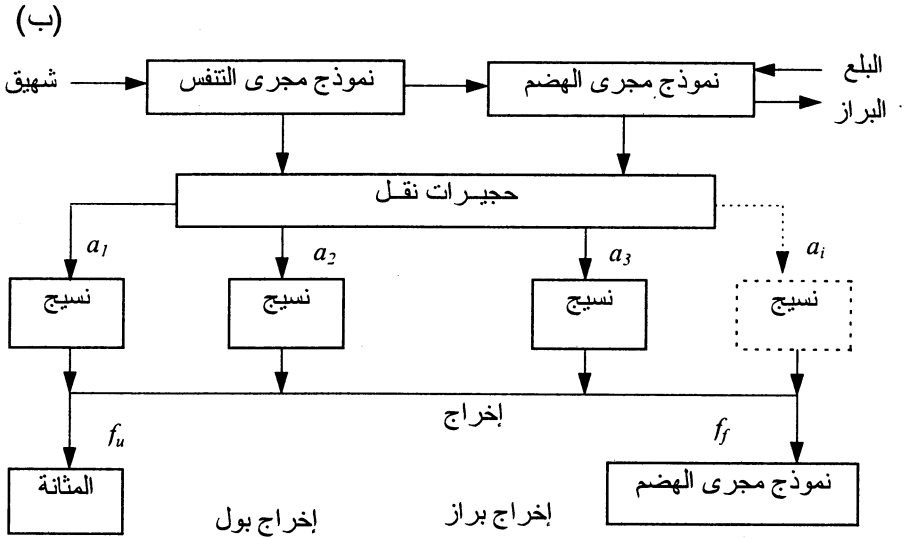 (ب)
شهيق
نموذج مجرى التنفس
نموذج مجرى الهضم
البلع
البراز
حجيرات نقل
a₁
a₂
a₃
aᵢ
نسيج
نسيج
نسيج
نسيج
إخراج
fᵤ
f_f
المثانة
إخراج بول
إخراج براز
نموذج مجرى الهضم